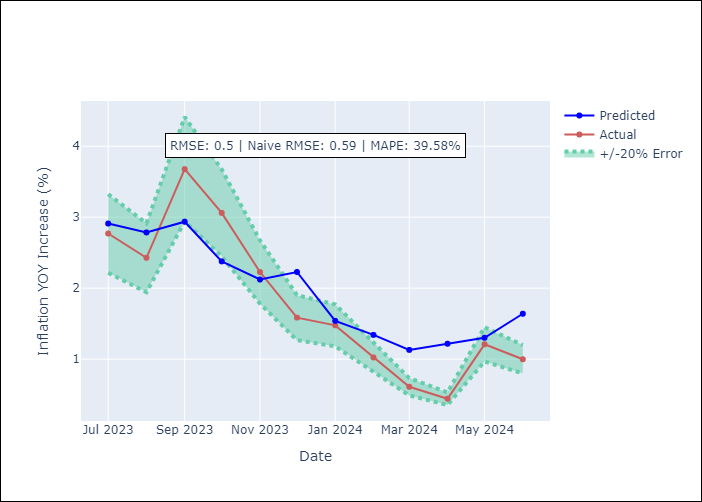 Predicted
Actual
+/-20% Error
RMSE: 0.5 | Naive RMSE: 0.59 | MAPE: 39.58%
Inflation YOY Increase (%)
4
3
2
1
Jul 2023
Sep 2023
Nov 2023
Jan 2024
Mar 2024
May 2024
Date